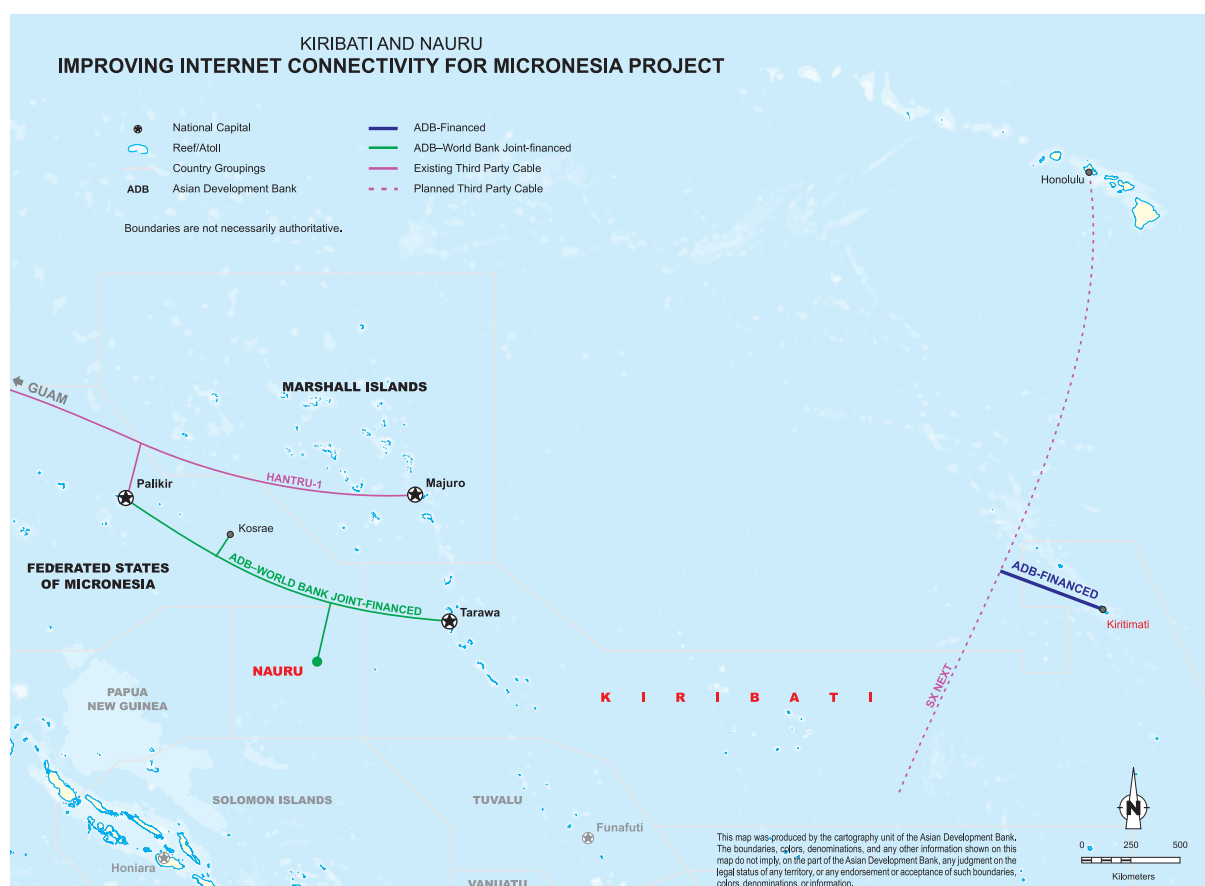 KIRIBATI AND NAURU
IMPROVING INTERNET CONNECTIVITY FOR MICRONESIA PROJECT
National Capital
Reef/Atoll
Country Groupings
ADB Asian Development Bank
ADB-Financed
ADB–World Bank Joint-financed
Existing Third Party Cable
Planned Third Party Cable
Boundaries are not necessarily authoritative.
Honolulu
GUAM
MARSHALL ISLANDS
HANTRU-1
Palikir
Majuro
Kosrae
FEDERATED STATES
OF MICRONESIA
ADB–WORLD BANK JOINT-FINANCED
Tarawa
ADB-FINANCED
Kiritimati
NAURU
KIRIBATI
SX NEXT
PAPUA
NEW GUINEA
SOLOMON ISLANDS
TUVALU
Funafuti
Honiara
VANUATU
N
0 250 500
Kilometers
This map was produced by the cartography unit of the Asian Development Bank.
The boundaries, colors, denominations, and any other information shown on this
map do not imply, on the part of the Asian Development Bank, any judgment on the
legal status of any territory, or any endorsement or acceptance of such boundaries,
colors, denominations, or information.